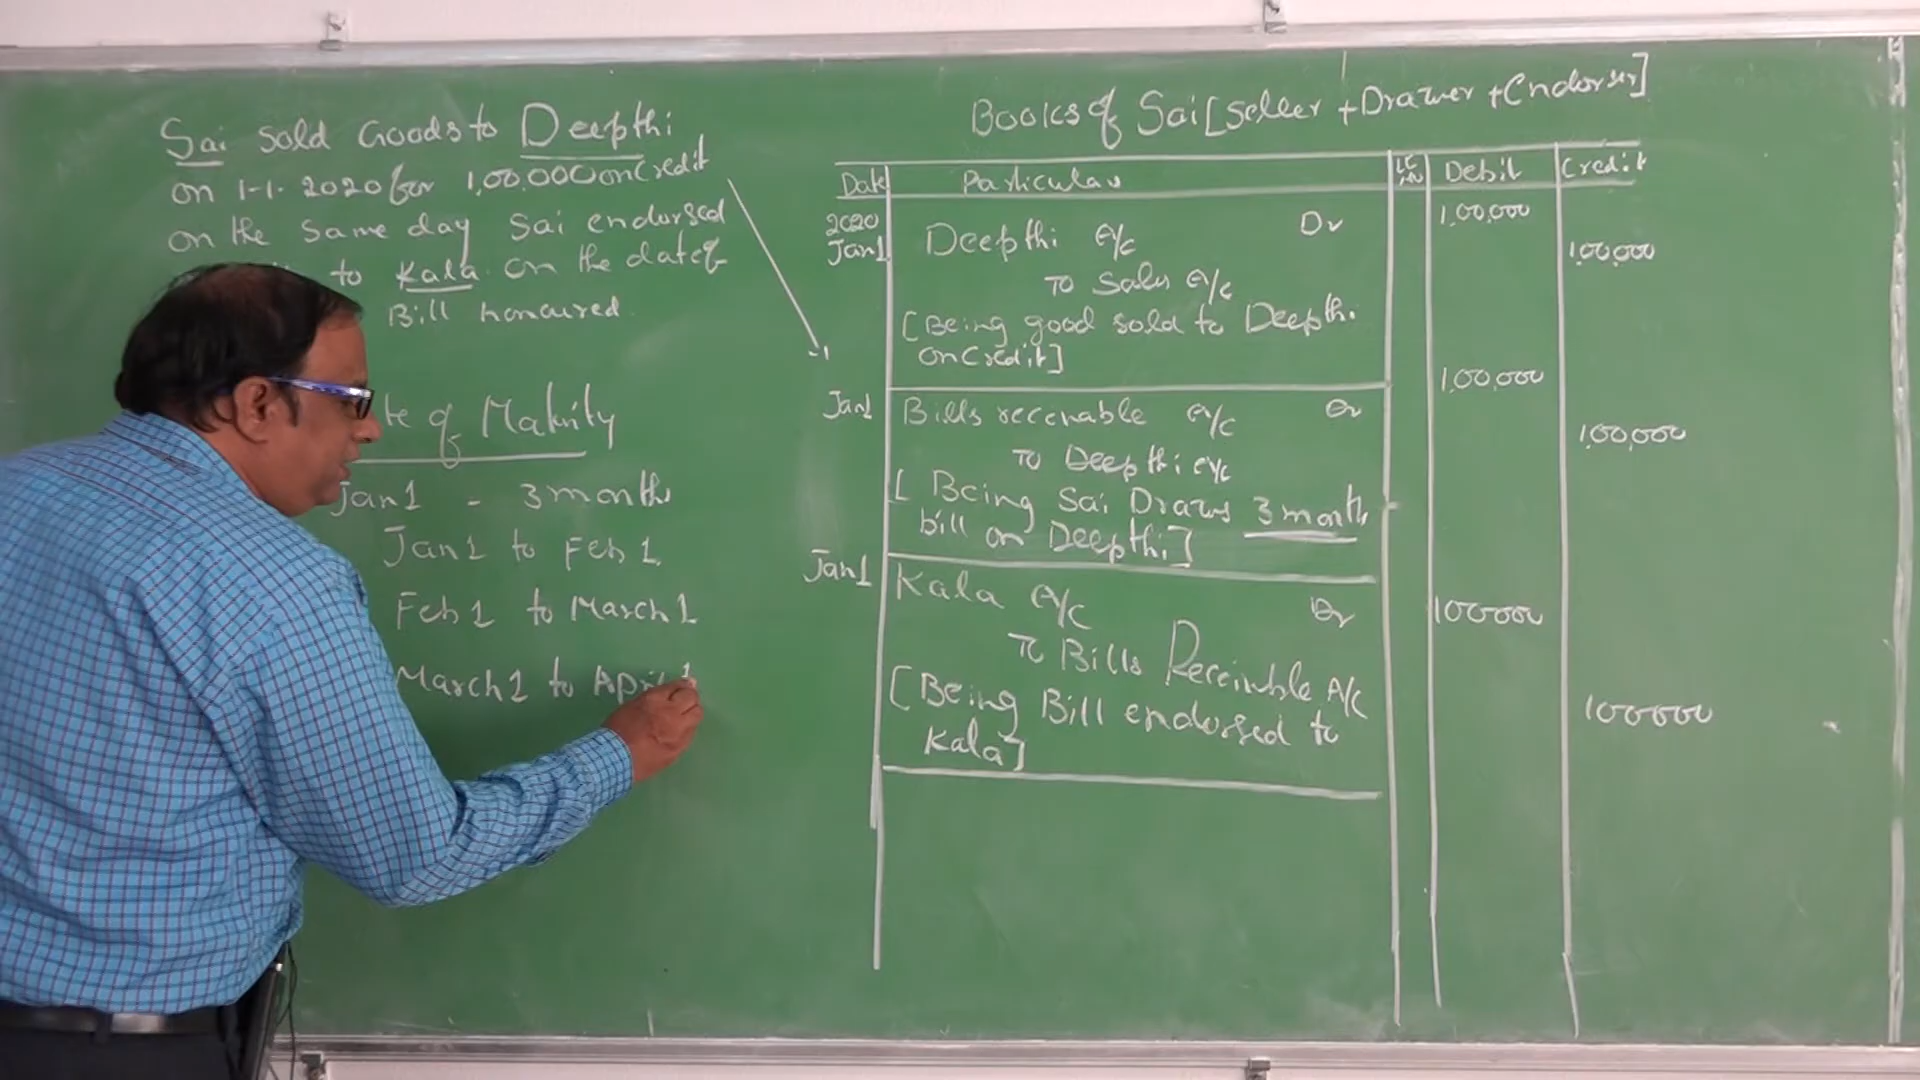 Sai sold Goods to Deepthi
on 1-1-2020 for 1,00,000 on Credit
on the same day Sai endorsed
to Kala on the date of
Bill honoured.
te of Maturity
Jan 1 - 3 months
Jan 1 to Feb 1
Feb 1 to March 1
March 1 to April 1
Books of Sai [Seller + Drawer + Endorser]
Date Particulars Debit Credit
2020
Jan 1 Deepthi A/c Dr 1,00,000
To Sales A/c 1,00,000
[Being good sold to Deepthi
on Credit]
Jan 1 Bills receivable A/c Dr 1,00,000
To Deepthi A/c 1,00,000
[Being Sai Draws 3 month
bill on Deepthi]
Jan 1 Kala A/c Dr 100000
To Bills Receivable A/c 100000
[Being Bill endorsed to
Kala]